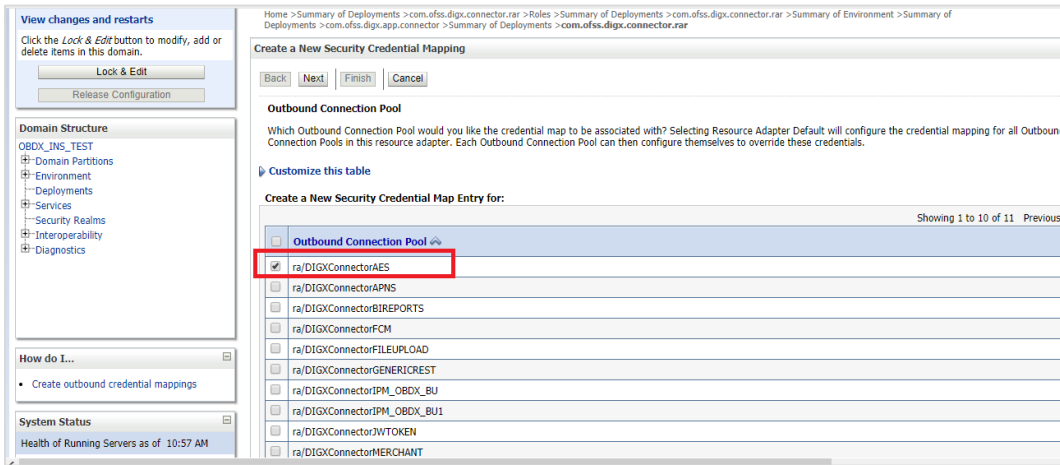 View changes and restarts
Click the Lock & Edit button to modify, add or
delete items in this domain.
Lock & Edit
Release Configuration
Domain Structure
OBDX_INS_TEST
Domain Partitions
Environment
Deployments
Services
Security Realms
Interoperability
Diagnostics
How do I...
Create outbound credential mappings
System Status
Health of Running Servers as of 10:57 AM
Home >Summary of Deployments >com.ofss.digx.connector.rar >Roles >Summary of Deployments >com.ofss.digx.connector.rar >Summary of Environment >Summary of
Deployments >com.ofss.digx.app.connector >Summary of Deployments >com.ofss.digx.connector.rar
Create a New Security Credential Mapping
Back Next Finish Cancel
Outbound Connection Pool
Which Outbound Connection Pool would you like the credential map to be associated with? Selecting Resource Adapter Default will configure the credential mapping for all Outboun
Connection Pools in this resource adapter. Each Outbound Connection Pool can then configure themselves to override these credentials.
Customize this table
Create a New Security Credential Map Entry for:
Showing 1 to 10 of 11 Previous
Outbound Connection Pool
ra/DIGXConnectorAES
ra/DIGXConnectorAPNS
ra/DIGXConnectorBIREPORTS
ra/DIGXConnectorFCM
ra/DIGXConnectorFILEUPLOAD
ra/DIGXConnectorGENERICREST
ra/DIGXConnectorIPM_OBDX_BU
ra/DIGXConnectorIPM_OBDX_BU1
ra/DIGXConnectorJWTOKEN
ra/DIGXConnectorMERCHANT